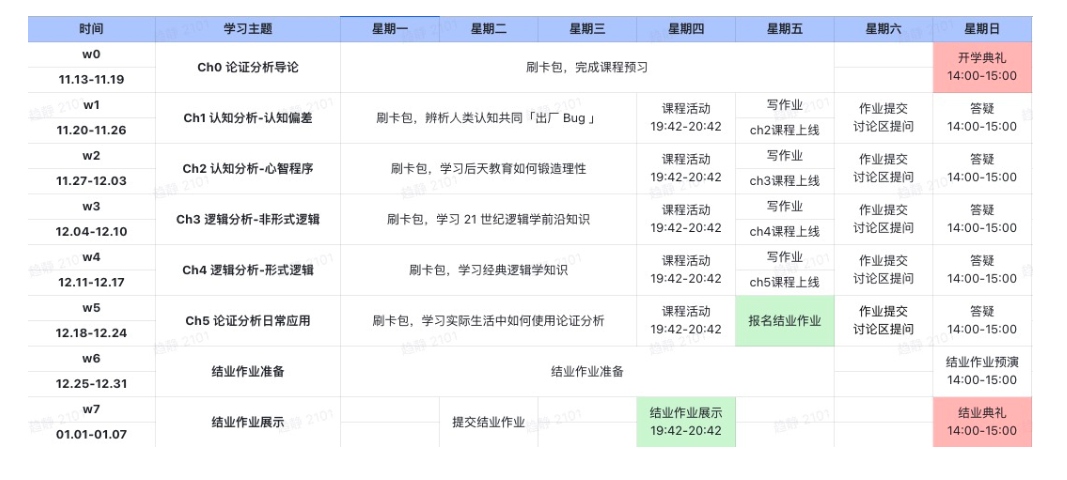 时间 学习主题 星期一 星期二 星期三 星期四 星期五 星期六 星期日
w0
11.13-11.19
Ch0 论证分析导论
刷卡包，完成课程预习
开学典礼
14:00-15:00
w1
11.20-11.26
Ch1 认知分析-认知偏差
刷卡包，辨析人类认知共同「出厂 Bug 」
课程活动
19:42-20:42
写作业
ch2课程上线
作业提交
讨论区提问
答疑
14:00-15:00
w2
11.27-12.03
Ch2 认知分析-心智程序
刷卡包，学习后天教育如何锻造理性
课程活动
19:42-20:42
写作业
ch3课程上线
作业提交
讨论区提问
答疑
14:00-15:00
w3
12.04-12.10
Ch3 逻辑分析-非形式逻辑
刷卡包，学习 21 世纪逻辑学前沿知识
课程活动
19:42-20:42
写作业
ch4课程上线
作业提交
讨论区提问
答疑
14:00-15:00
w4
12.11-12.17
Ch4 逻辑分析-形式逻辑
刷卡包，学习经典逻辑学知识
课程活动
19:42-20:42
写作业
ch5课程上线
作业提交
讨论区提问
答疑
14:00-15:00
w5
12.18-12.24
Ch5 论证分析日常应用
刷卡包，学习实际生活中如何使用论证分析
课程活动
19:42-20:42
报名结业作业
作业提交
讨论区提问
答疑
14:00-15:00
w6
12.25-12.31
结业作业准备
结业作业准备
结业作业预演
14:00-15:00
w7
01.01-01.07
结业作业展示
提交结业作业
结业作业展示
19:42-20:42
结业典礼
14:00-15:00